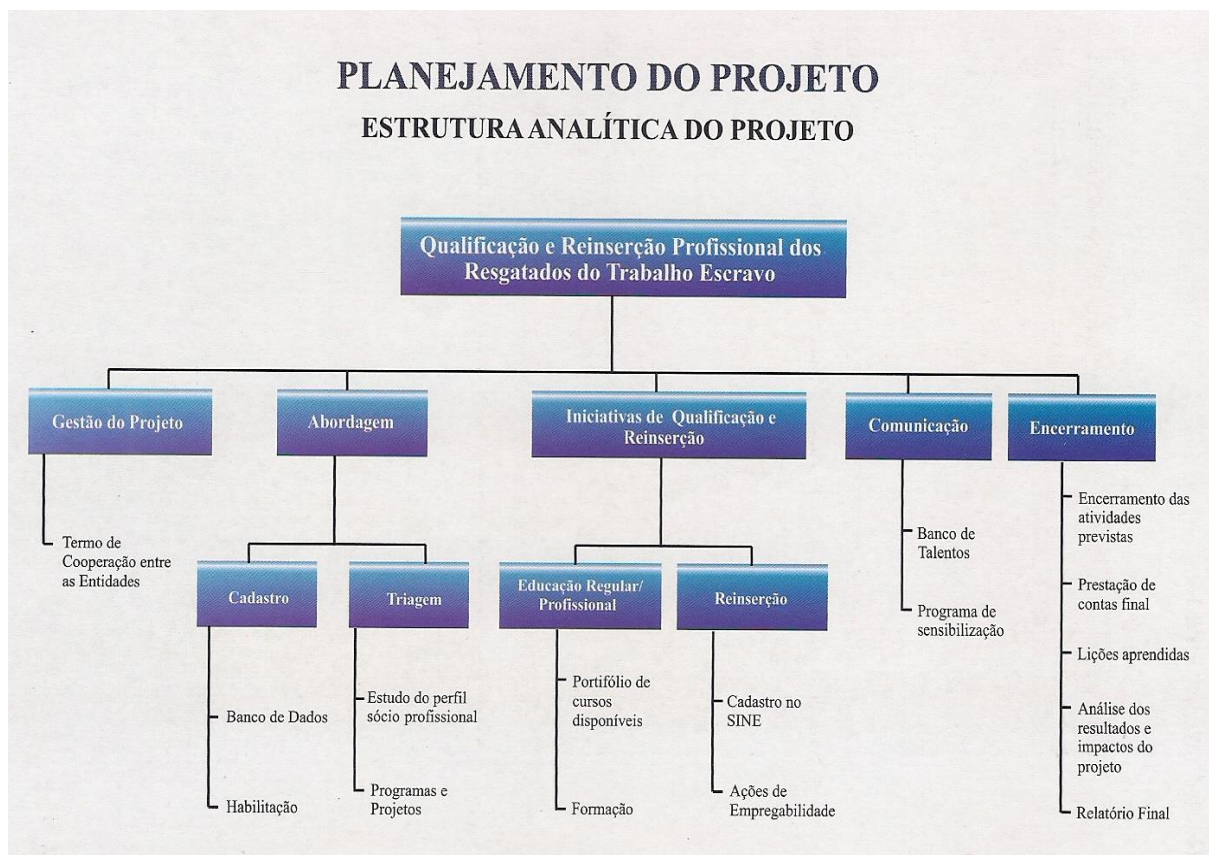 PLANEJAMENTO DO PROJETO
ESTRUTURA ANALÍTICA DO PROJETO
Qualificação e Reinserção Profissional dos
Resgatados do Trabalho Escravo
Gestão do Projeto
Abordagem
Iniciativas de Qualificação e
Reinserção
Comunicação
Encerramento
Termo de
Cooperação entre
as Entidades
Cadastro
Banco de Dados
Habilitação
Triagem
Estudo do perfil
sócio profissional
Programas e
Projetos
Educação Regular/
Profissional
Portifólio de
cursos
disponíveis
Formação
Reinserção
Cadastro no
SINE
Ações de
Empregabilidade
Banco de
Talentos
Programa de
sensibilização
Encerramento das
atividades
previstas
Prestação de
contas final
Lições aprendidas
Análise dos
resultados e
impactos do
projeto
Relatório Final